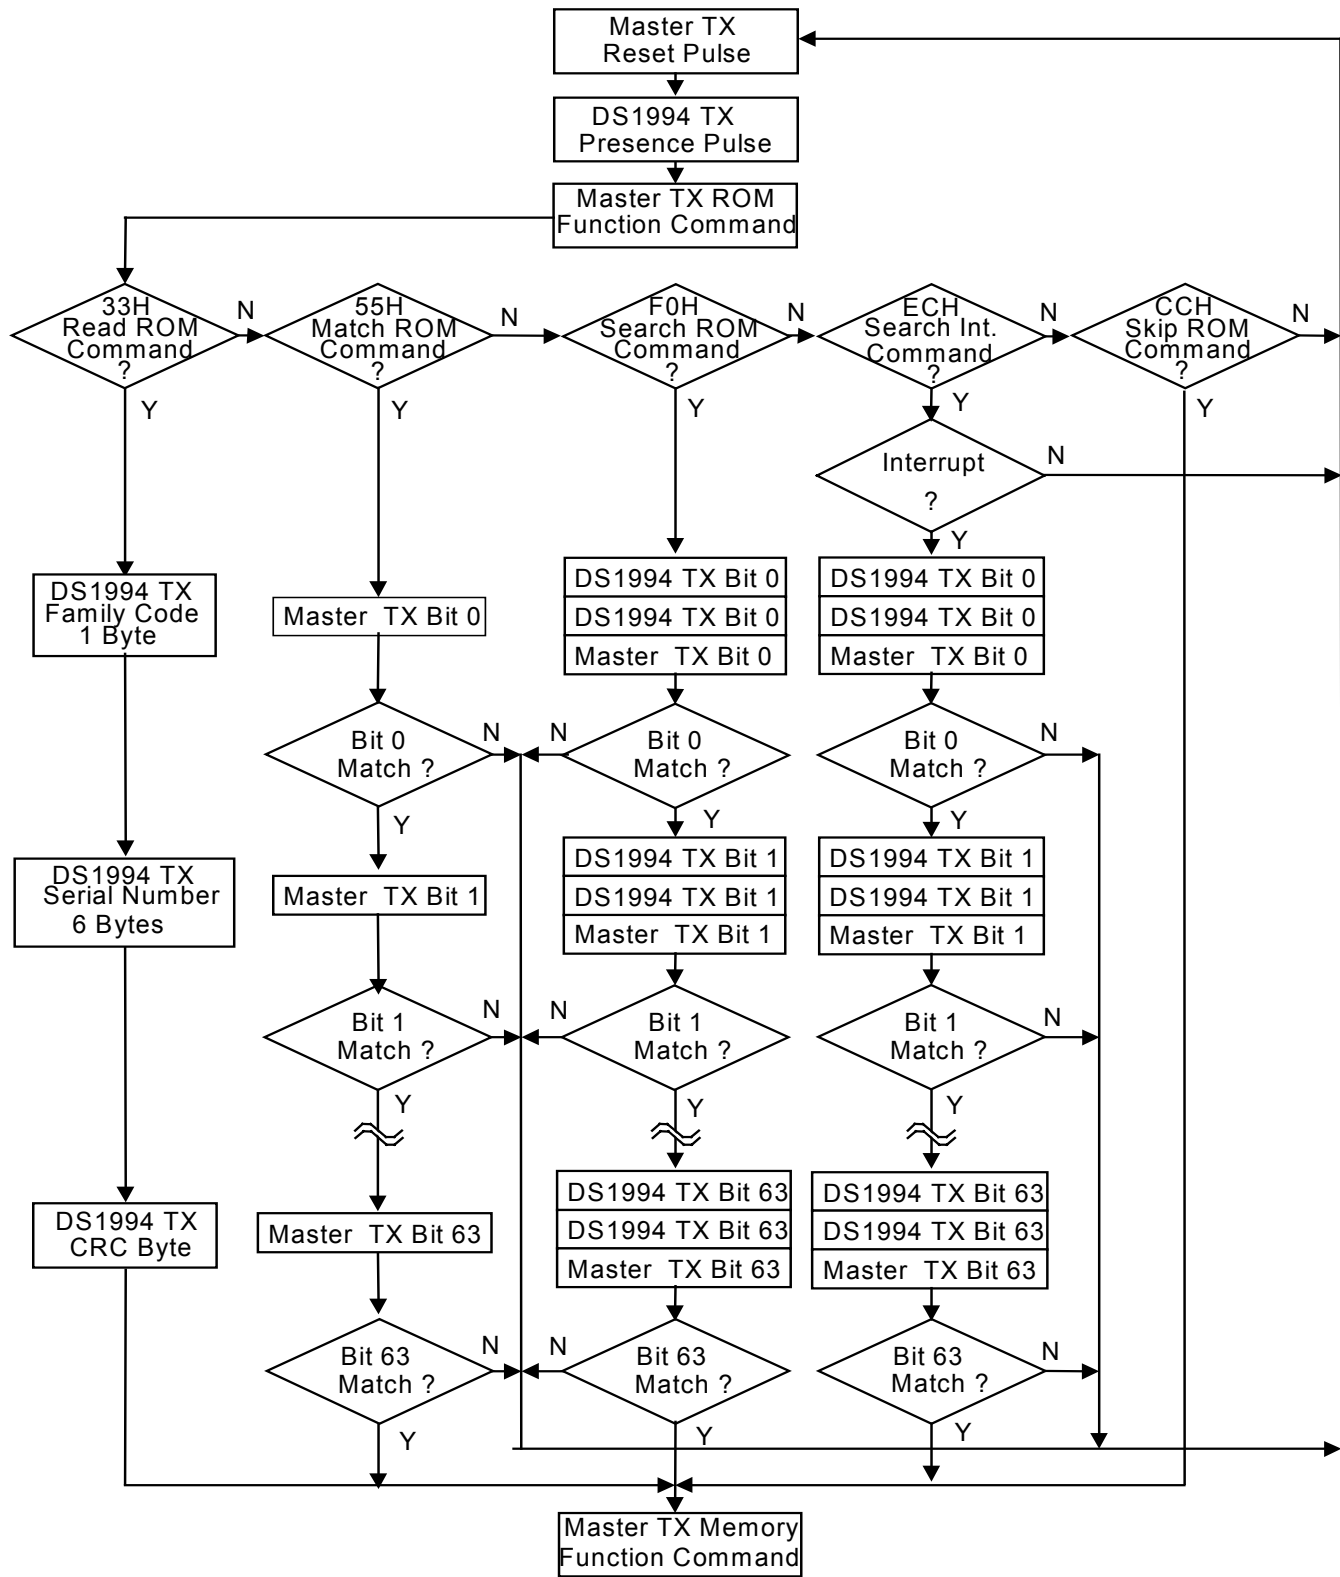 Master TX
Reset Pulse
DS1994 TX
Presence Pulse
Master TX ROM
Function Command
33H
Read ROM
Command
?
N
Y
55H
Match ROM
Command
?
N
Y
F0H
Search ROM
Command
?
N
Y
ECH
Search Int.
Command
?
N
Y
CCH
Skip ROM
Command
?
N
Y
Interrupt
?
N
Y
DS1994 TX
Family Code
1 Byte
DS1994 TX
Serial Number
6 Bytes
DS1994 TX
CRC Byte
Master TX Bit 0
Bit 0
Match ?
N
Y
Master TX Bit 1
Bit 1
Match ?
N
Y
Master TX Bit 63
Bit 63
Match ?
N
Y
DS1994 TX Bit 0
DS1994 TX Bit 0
Master TX Bit 0
Bit 0
Match ?
N
Y
DS1994 TX Bit 1
DS1994 TX Bit 1
Master TX Bit 1
Bit 1
Match ?
N
Y
DS1994 TX Bit 63
DS1994 TX Bit 63
Master TX Bit 63
Bit 63
Match ?
N
Y
DS1994 TX Bit 0
DS1994 TX Bit 0
Master TX Bit 0
Bit 0
Match ?
N
Y
DS1994 TX Bit 1
DS1994 TX Bit 1
Master TX Bit 1
Bit 1
Match ?
N
Y
DS1994 TX Bit 63
DS1994 TX Bit 63
Master TX Bit 63
Bit 63
Match ?
N
Y
Master TX Memory
Function Command